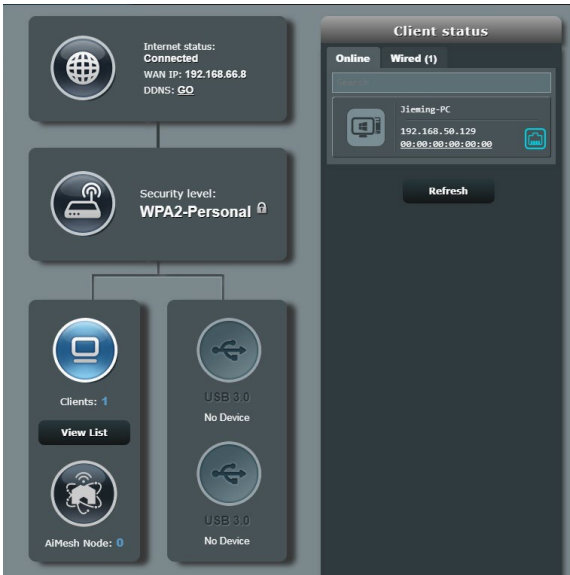 Internet status:
Connected
WAN IP: 192.168.66.8
DDNS: GO
Security level:
WPA2-Personal
Clients: 1
View List
AiMesh Node: 0
USB 3.0
No Device
USB 3.0
No Device
Client status
Online Wired (1)
Search
Jieming-PC
192.168.50.129
00:00:00:00:00:00
Refresh